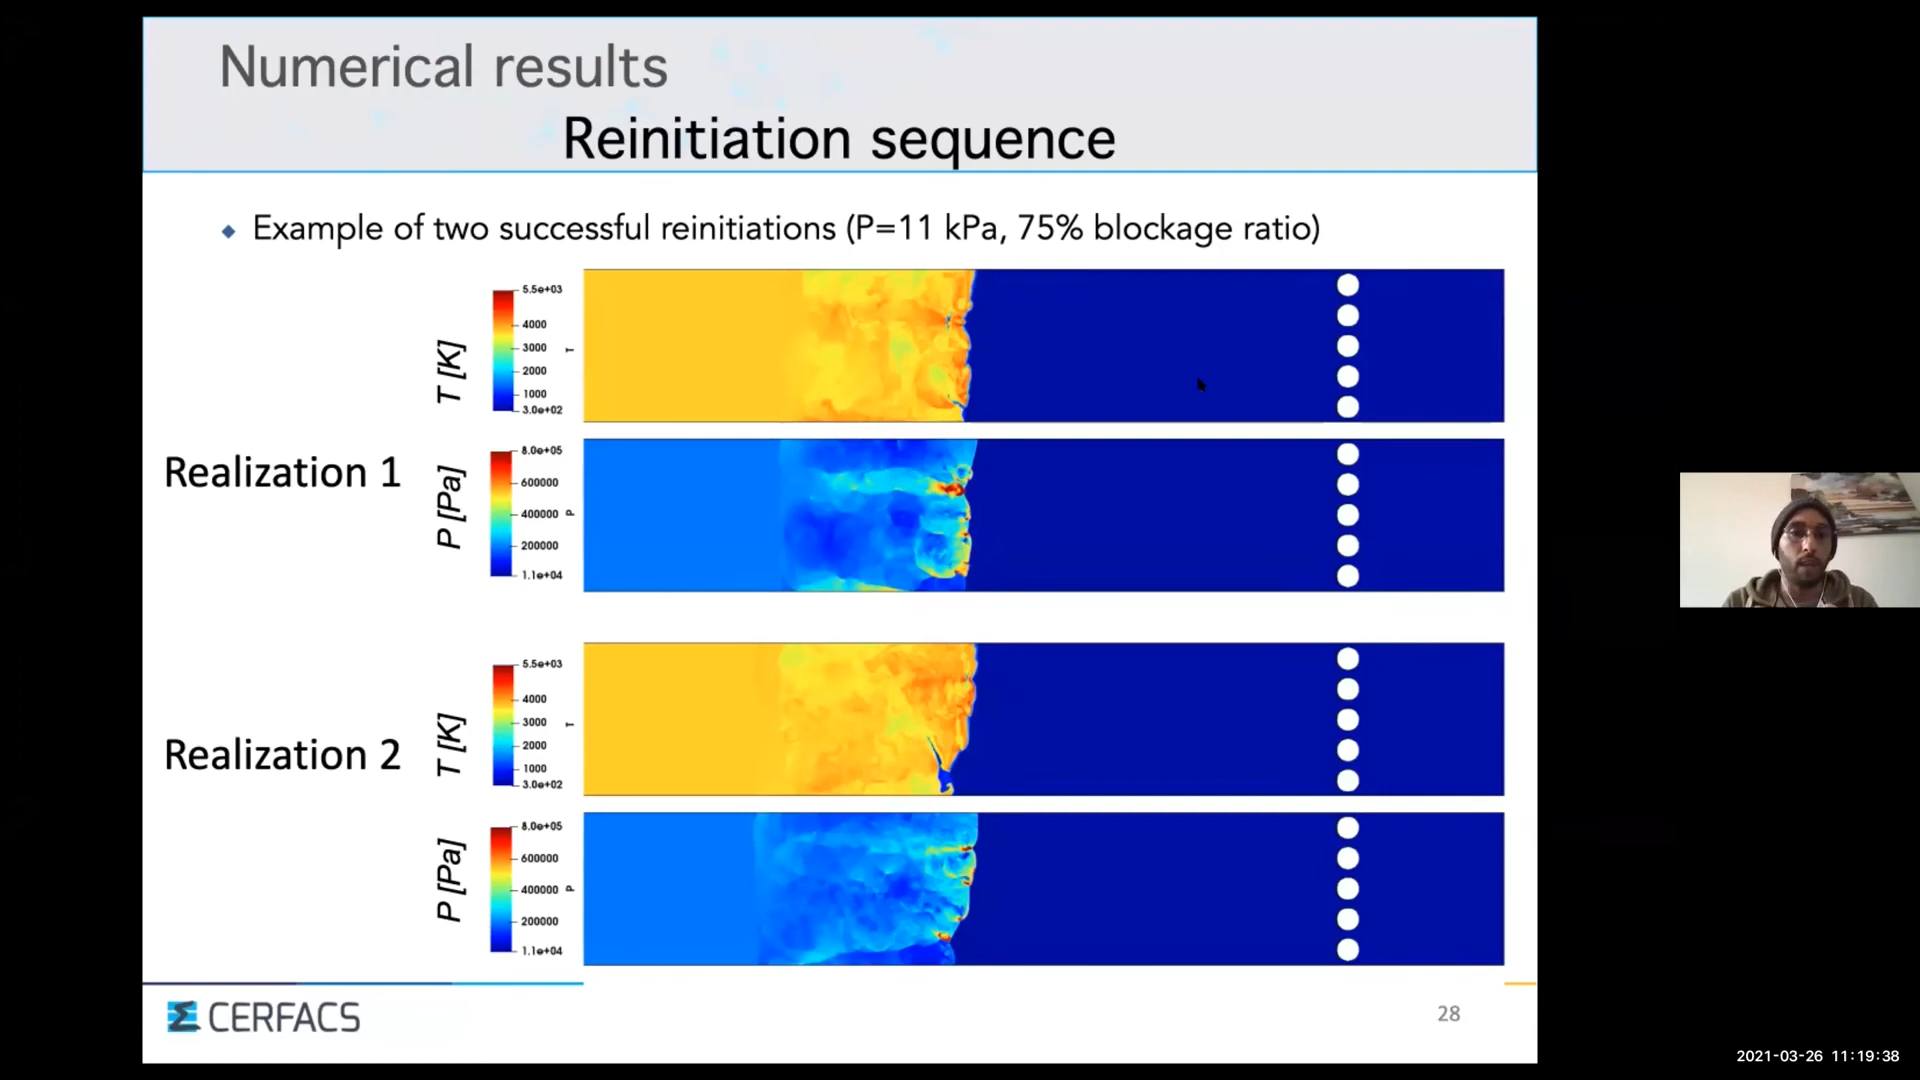 Numerical results
Reinitiation sequence
Example of two successful reinitiations (P=11 kPa, 75% blockage ratio)
Realization 1
T [K]
5.5e+03
4000
3000
2000
1000
3.0e+02
T
P [Pa]
8.0e+05
600000
400000
200000
1.1e+04
P
Realization 2
T [K]
5.5e+03
4000
3000
2000
1000
3.0e+02
T
P [Pa]
8.0e+05
600000
400000
200000
1.1e+04
P
CERFACS
28
2021-03-26 11:19:38